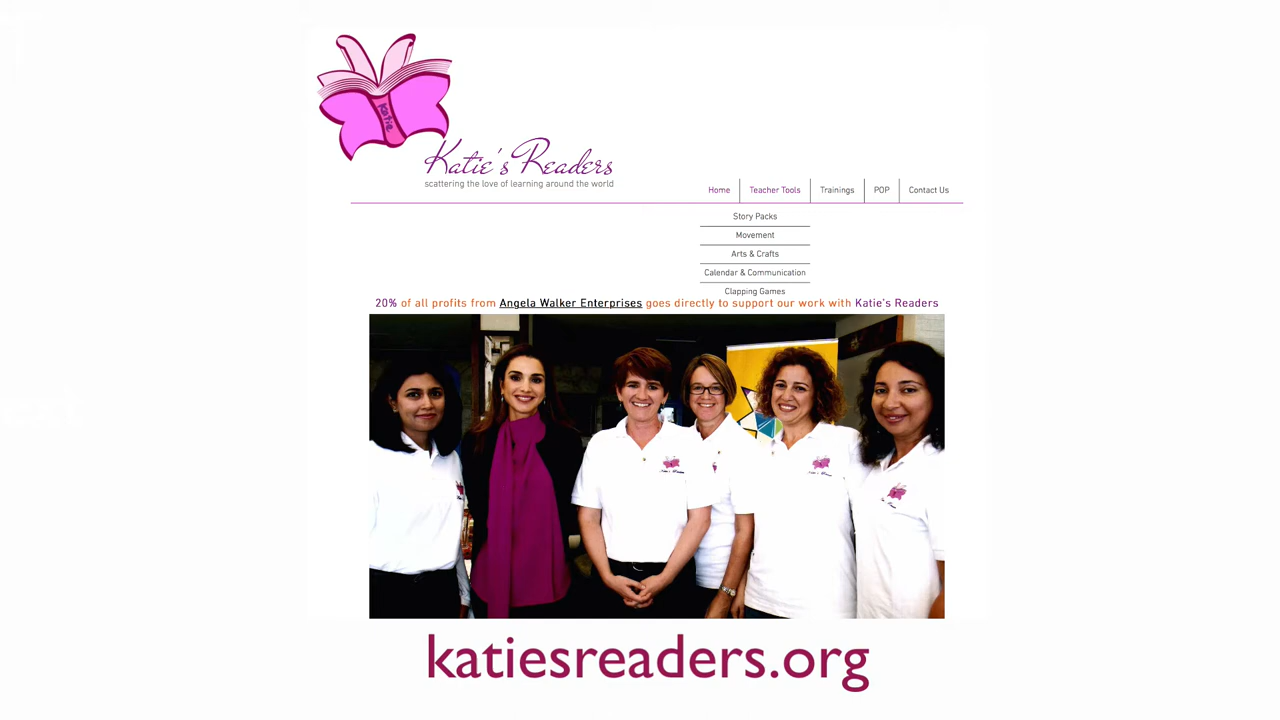 Katie
Katie's Readers
scattering the love of learning around the world
Home
Teacher Tools
Trainings
POP
Contact Us
Story Packs
Movement
Arts & Crafts
Calendar & Communication
Clapping Games
20% of all profits from Angela Walker Enterprises goes directly to support our work with Katie's Readers
katiesreaders.org